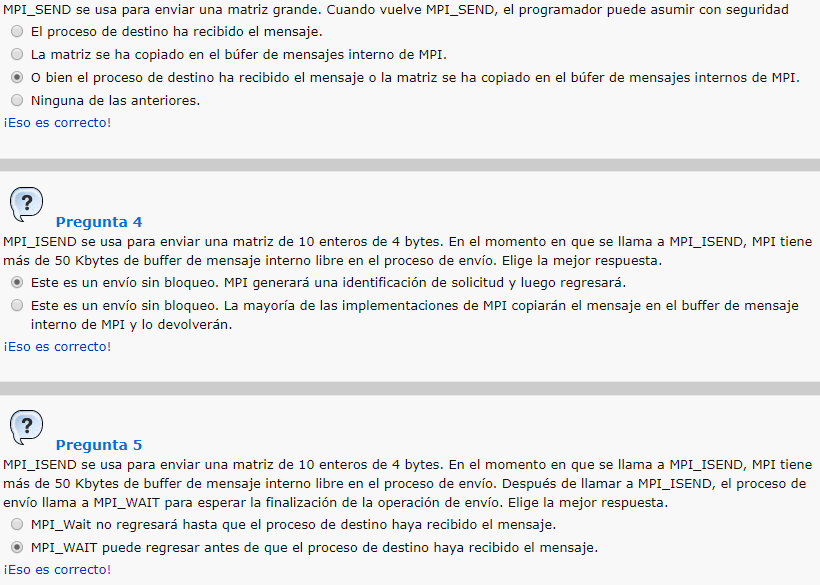 MPI_SEND se usa para enviar una matriz grande. Cuando vuelve MPI_SEND, el programador puede asumir con seguridad
El proceso de destino ha recibido el mensaje.
La matriz se ha copiado en el búfer de mensajes interno de MPI.
O bien el proceso de destino ha recibido el mensaje o la matriz se ha copiado en el búfer de mensajes internos de MPI.
Ninguna de las anteriores.
¡Eso es correcto!
?
Pregunta 4
MPI_ISEND se usa para enviar una matriz de 10 enteros de 4 bytes. En el momento en que se llama a MPI_ISEND, MPI tiene
más de 50 Kbytes de buffer de mensaje interno libre en el proceso de envío. Elige la mejor respuesta.
Este es un envío sin bloqueo. MPI generará una identificación de solicitud y luego regresará.
Este es un envío sin bloqueo. La mayoría de las implementaciones de MPI copiarán el mensaje en el buffer de mensaje
interno de MPI y lo devolverán.
¡Eso es correcto!
?
Pregunta 5
MPI_ISEND se usa para enviar una matriz de 10 enteros de 4 bytes. En el momento en que se llama a MPI_ISEND, MPI tiene
más de 50 Kbytes de buffer de mensaje interno libre en el proceso de envío. Después de llamar a MPI_ISEND, el proceso de
envío llama a MPI_WAIT para esperar la finalización de la operación de envío. Elige la mejor respuesta.
MPI_Wait no regresará hasta que el proceso de destino haya recibido el mensaje.
MPI_WAIT puede regresar antes de que el proceso de destino haya recibido el mensaje.
¡Eso es correcto!